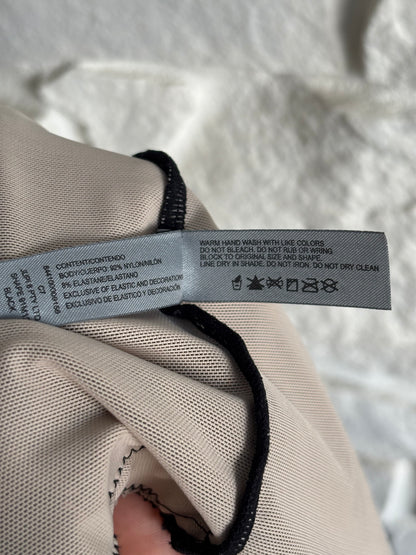 WARM HAND WASH WITH LIKE COLORS
DO NOT BLEACH. DO NOT RUB OR WRING
BLOCK TO ORIGINAL SIZE AND SHAPE.
LINE DRY IN SHADE. DO NOT IRON. DO NOT DRY CLEAN
CONTENT/CONTENDO
BODY/CUERPO: 92% NYLON/NILÓN
8% ELASTANE/ELASTANO
EXCLUSIVE OF ELASTIC AND DECORATION
EXCLUSIVO DE ELASTICO Y DECORACIÓN